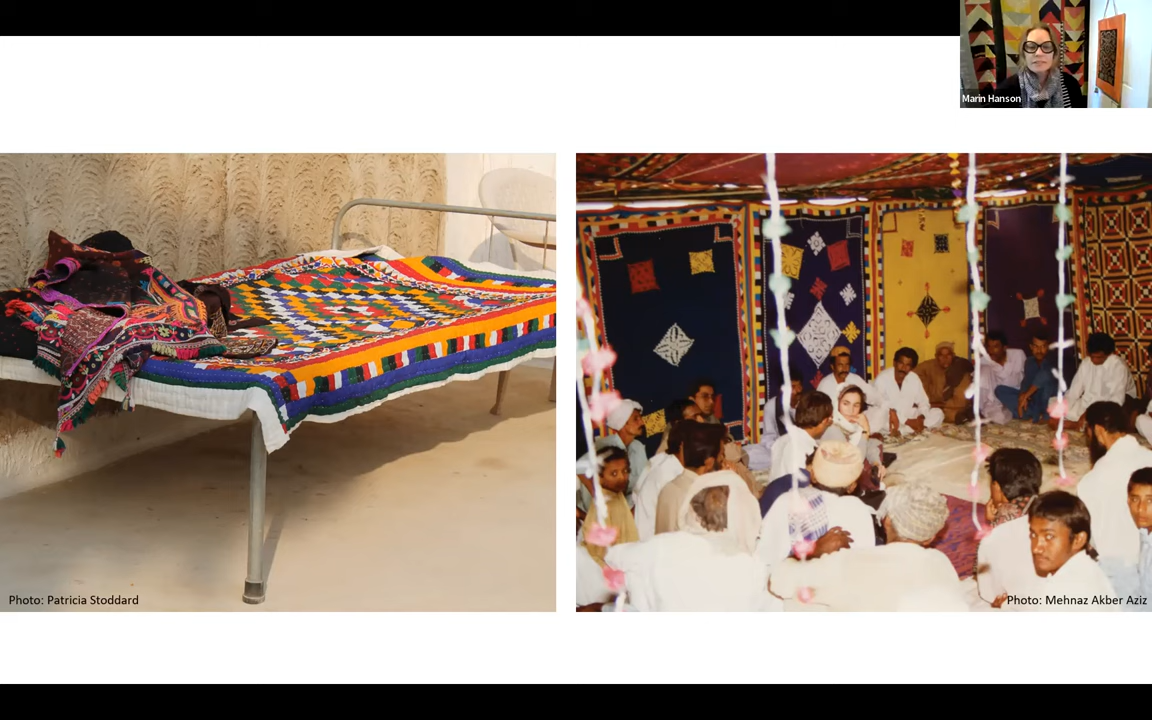 Marin Hanson
Photo: Patricia Stoddard
Photo: Mehnaz Akber Aziz